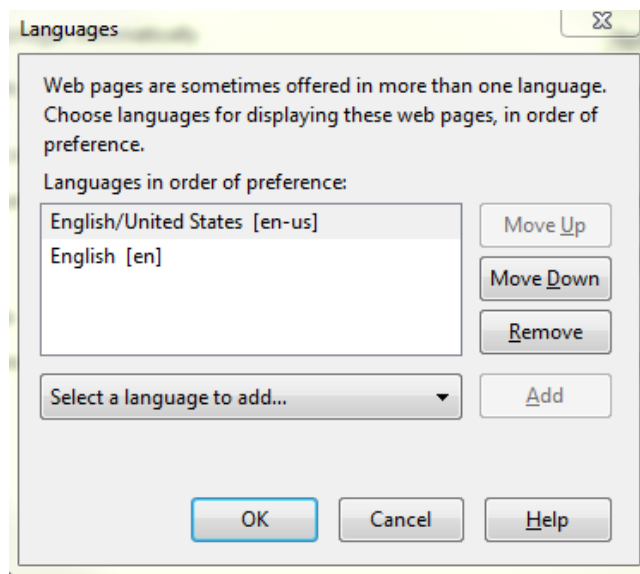 Languages
Web pages are sometimes offered in more than one language.
Choose languages for displaying these web pages, in order of
preference.
Languages in order of preference:
English/United States [en-us]
English [en]
Move Up
Move Down
Remove
Select a language to add...
Add
OK
Cancel
Help